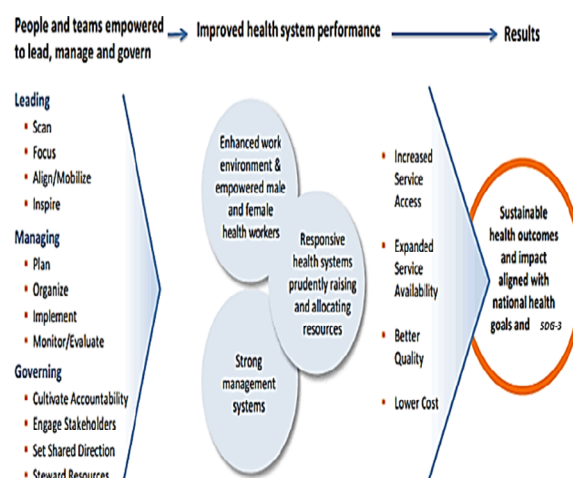 People and teams empowered
to lead, manage and govern
Improved health system performance
Results
Leading
Scan
Focus
Align/Mobilize
Inspire
Managing
Plan
Organize
Implement
Monitor/Evaluate
Governing
Cultivate Accountability
Engage Stakeholders
Set Shared Direction
Steward Resources
Enhanced work
environment &
empowered male
and female
health workers
Responsive
health systems
prudently raising
and allocating
resources
Strong
management
systems
Increased
Service
Access
Expanded
Service
Availability
Better
Quality
Lower Cost
Sustainable
health outcomes
and impact
aligned with
national health
goals and SDG-3